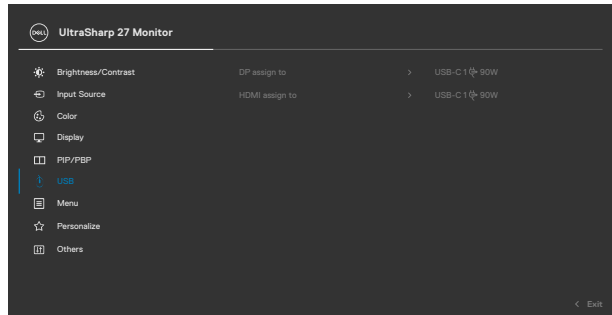 DELL UltraSharp 27 Monitor
Brightness/Contrast DP assign to > USB-C 1 90W
Input Source HDMI assign to > USB-C 1 90W
Color
Display
PIP/PBP
USB
Menu
Personalize
Others
< Exit